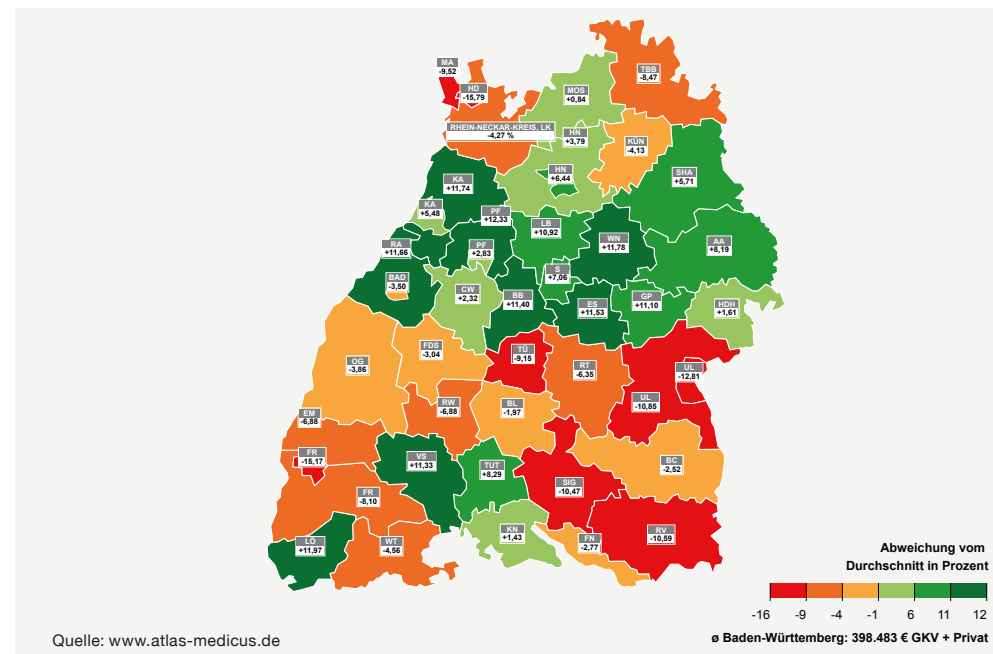 MA
-9,52
HD
-15,79
TBB
-8,47
MOS
+0,84
RHEIN-NECKAR-KREIS, LK
-4,27 %
HN
+3,79
KÜN
-4,13
HN
+6,44
SHA
+5,71
KA
+11,74
KA
+5,48
PF
+12,33
LB
+10,92
WN
+11,78
AA
+8,19
RA
+11,66
PF
+2,83
S
+7,06
BAD
-3,50
CW
+2,32
BB
+11,40
ES
+11,53
GP
+11,10
HDH
+1,61
OG
-3,86
FDS
-3,04
TÜ
-9,15
RT
-6,35
UL
-12,81
UL
-10,85
EM
-6,88
RW
-6,88
BL
-1,97
FR
-15,17
VS
+11,33
TUT
+8,29
BC
-2,52
SIG
-10,47
FR
-8,10
KN
+1,43
FN
-2,77
RV
-10,59
LÖ
+11,97
WT
-4,56
Abweichung vom
Durchschnitt in Prozent
-16 -9 -4 -1 6 11 12
ø Baden-Württemberg: 398.483 € GKV + Privat
Quelle: www.atlas-medicus.de